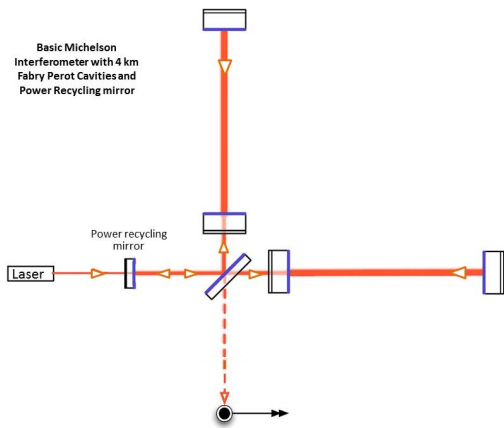 Basic Michelson
Interferometer with 4 km
Fabry Perot Cavities and
Power Recycling mirror
Power recycling
mirror
Laser